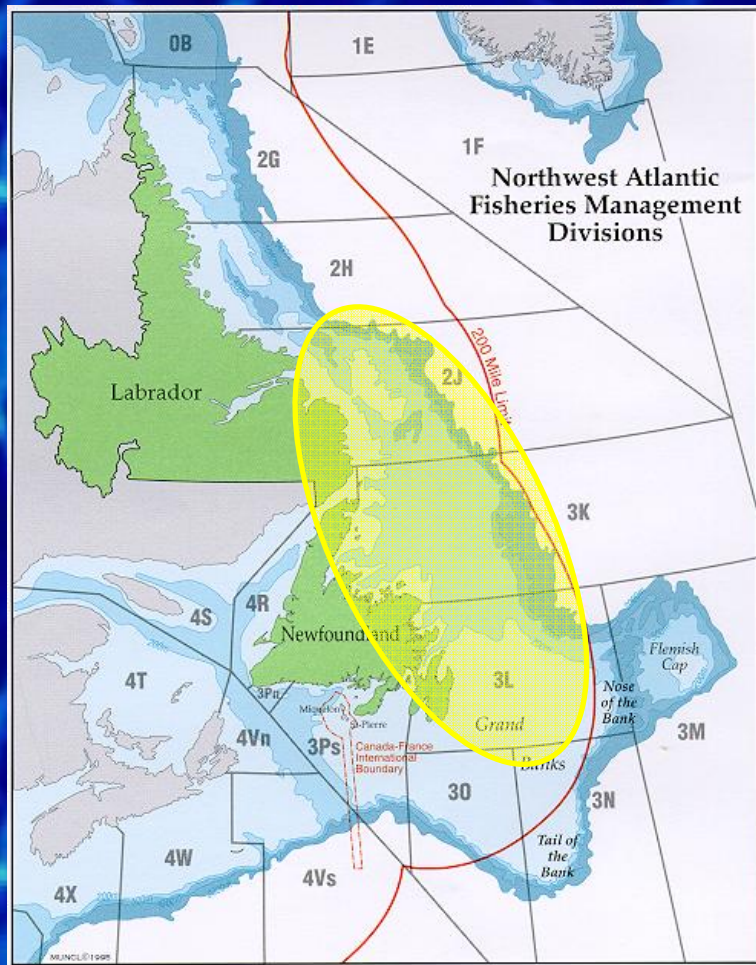 0B
1E
2G
1F
Northwest Atlantic
Fisheries Management
Divisions
2H
200 Mile Limit
2J
Labrador
3K
4S
4R
Newfoundland
Flemish
Cap
4T
3Pn
3L
Nose
of the
Bank
Miquelon
St-Pierre
Grand
3M
4Vn
3Ps
Canada-France
International
Boundary
Banks
3O
3N
Tail of
the
Bank
4W
4Vs
4X
MUNCL©1998